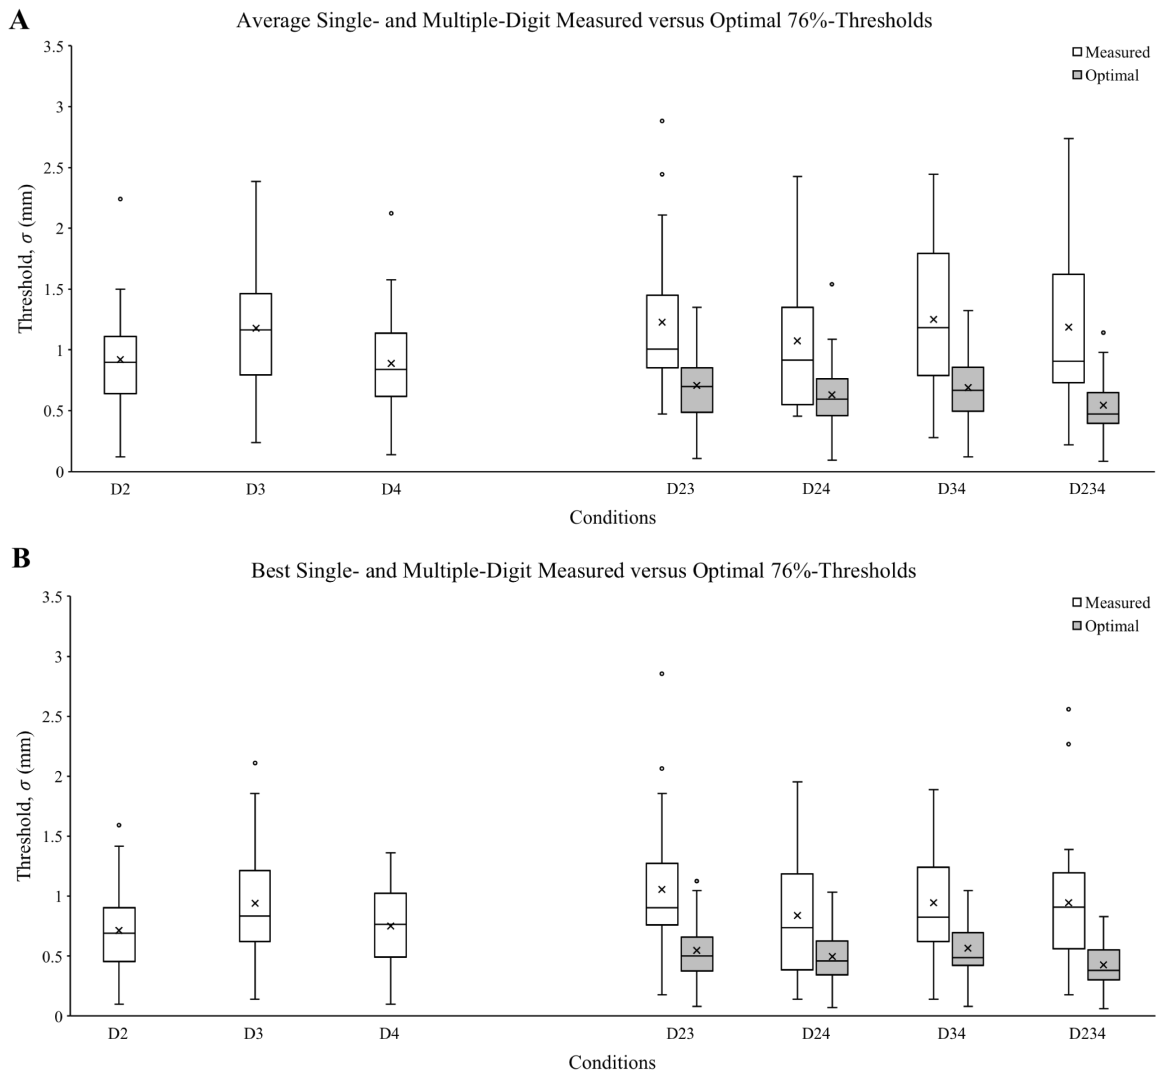 A
Average Single- and Multiple-Digit Measured versus Optimal 76%-Thresholds
Measured
Optimal
Threshold, σ (mm)
3.5
3
2.5
2
1.5
1
0.5
0
D2 D3 D4 D23 D24 D34 D234
Conditions
B
Best Single- and Multiple-Digit Measured versus Optimal 76%-Thresholds
Measured
Optimal
Threshold, σ (mm)
3.5
3
2.5
2
1.5
1
0.5
0
D2 D3 D4 D23 D24 D34 D234
Conditions